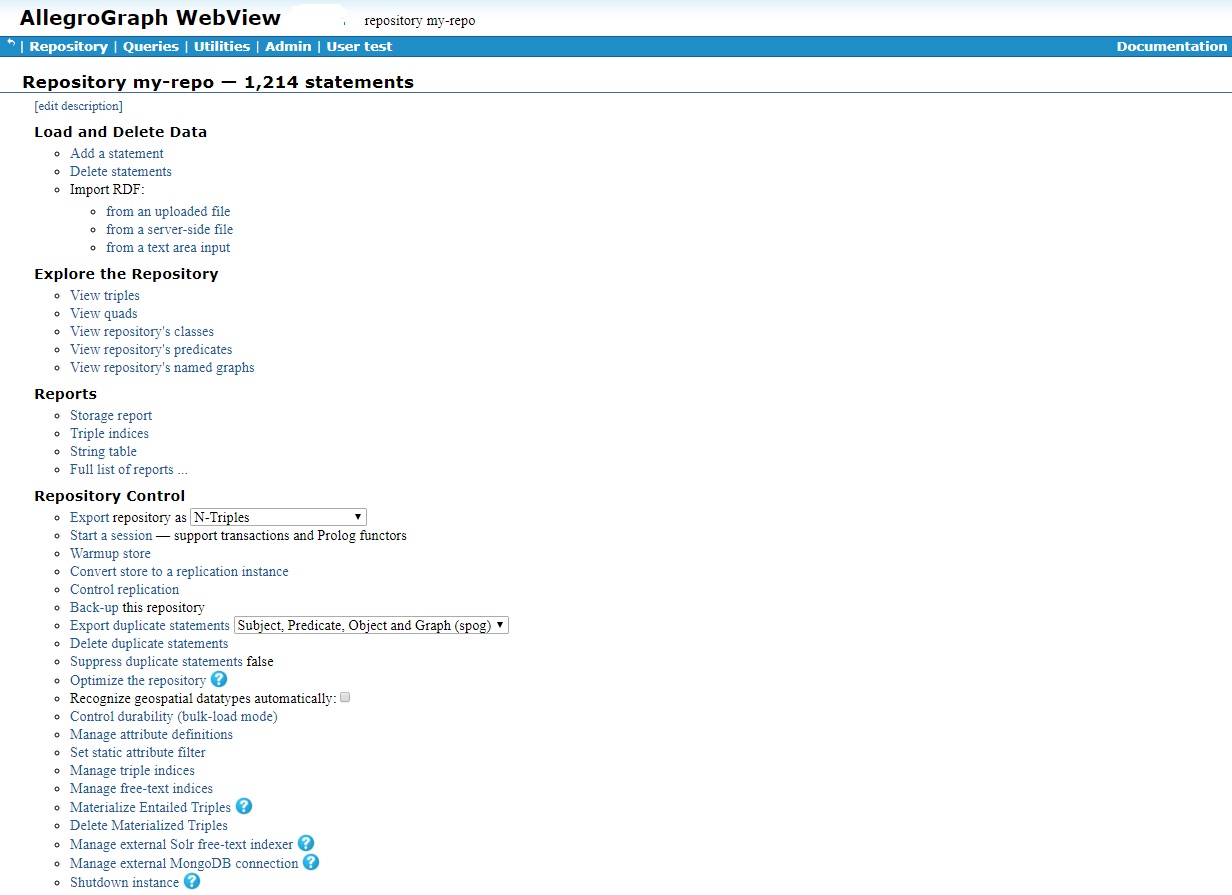 AllegroGraph WebView repository my-repo
| Repository | Queries | Utilities | Admin | User test Documentation
Repository my-repo — 1,214 statements
[edit description]
Load and Delete Data
Add a statement
Delete statements
Import RDF:
from an uploaded file
from a server-side file
from a text area input
Explore the Repository
View triples
View quads
View repository's classes
View repository's predicates
View repository's named graphs
Reports
Storage report
Triple indices
String table
Full list of reports ...
Repository Control
Export repository as N-Triples
Start a session — support transactions and Prolog functors
Warmup store
Convert store to a replication instance
Control replication
Back-up this repository
Export duplicate statements Subject, Predicate, Object and Graph (spog)
Delete duplicate statements
Suppress duplicate statements false
Optimize the repository ?
Recognize geospatial datatypes automatically:
Control durability (bulk-load mode)
Manage attribute definitions
Set static attribute filter
Manage triple indices
Manage free-text indices
Materialize Entailed Triples ?
Delete Materialized Triples
Manage external Solr free-text indexer ?
Manage external MongoDB connection ?
Shutdown instance ?